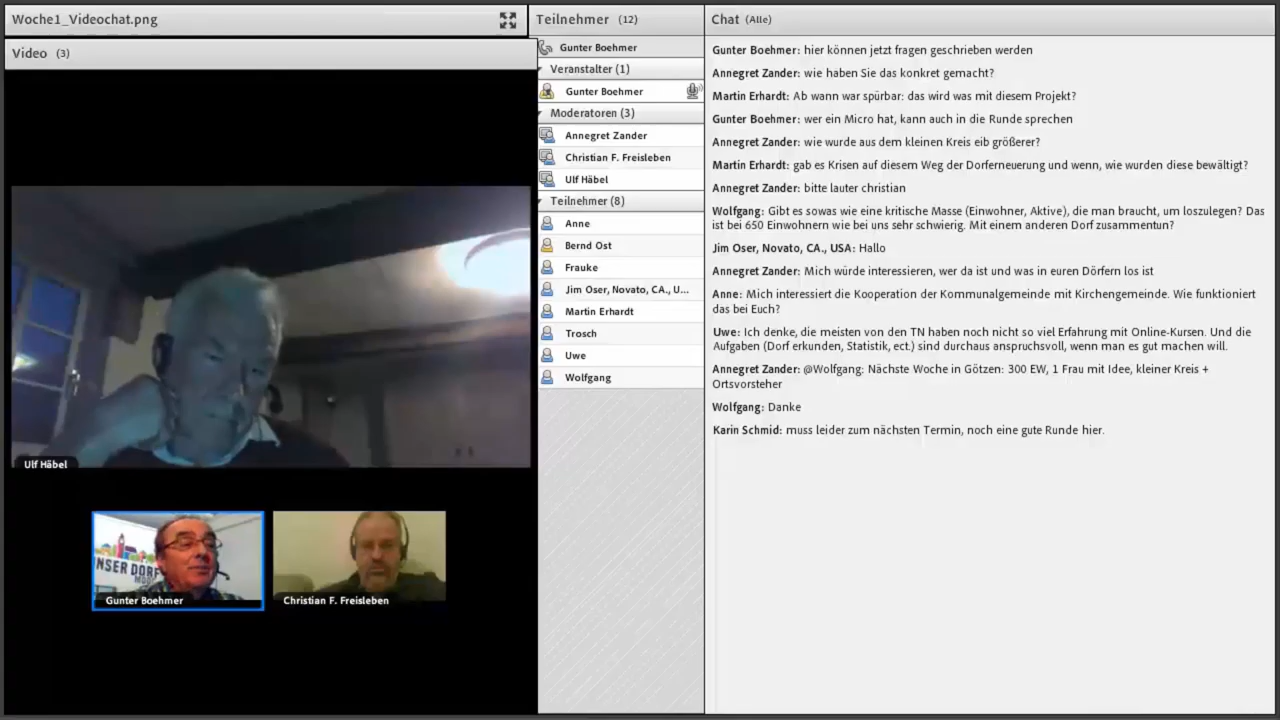 Woche1_Videochat.png
Video (3)
Ulf Häbel
NSER DORF
Gunter Boehmer
Christian F. Freisleben
Teilnehmer (12)
Gunter Boehmer
Veranstalter (1)
Gunter Boehmer
Moderatoren (3)
Annegret Zander
Christian F. Freisleben
Ulf Häbel
Teilnehmer (8)
Anne
Bernd Ost
Frauke
Jim Oser, Novato, CA., U...
Martin Erhardt
Trosch
Uwe
Wolfgang
Chat (Alle)
Gunter Boehmer: hier können jetzt fragen geschrieben werden
Annegret Zander: wie haben Sie das konkret gemacht?
Martin Erhardt: Ab wann war spürbar: das wird was mit diesem Projekt?
Gunter Boehmer: wer ein Micro hat, kann auch in die Runde sprechen
Annegret Zander: wie wurde aus dem kleinen Kreis eib größerer?
Martin Erhardt: gab es Krisen auf diesem Weg der Dorferneuerung und wenn, wie wurden diese bewältigt?
Annegret Zander: bitte lauter christian
Wolfgang: Gibt es sowas wie eine kritische Masse (Einwohner, Aktive), die man braucht, um loszulegen? Das
ist bei 650 Einwohnern wie bei uns sehr schwierig. Mit einem anderen Dorf zusammentun?
Jim Oser, Novato, CA., USA: Hallo
Annegret Zander: Mich würde interessieren, wer da ist und was in euren Dörfern los ist
Anne: Mich interessiert die Kooperation der Kommunalgemeinde mit Kirchengemeinde. Wie funktioniert
das bei Euch?
Uwe: Ich denke, die meisten von den TN haben noch nicht so viel Erfahrung mit Online-Kursen. Und die
Aufgaben (Dorf erkunden, Statistik, ect.) sind durchaus anspruchsvoll, wenn man es gut machen will.
Annegret Zander: @Wolfgang: Nächste Woche in Götzen: 300 EW, 1 Frau mit Idee, kleiner Kreis +
Ortsvorsteher
Wolfgang: Danke
Karin Schmid: muss leider zum nächsten Termin, noch eine gute Runde hier.